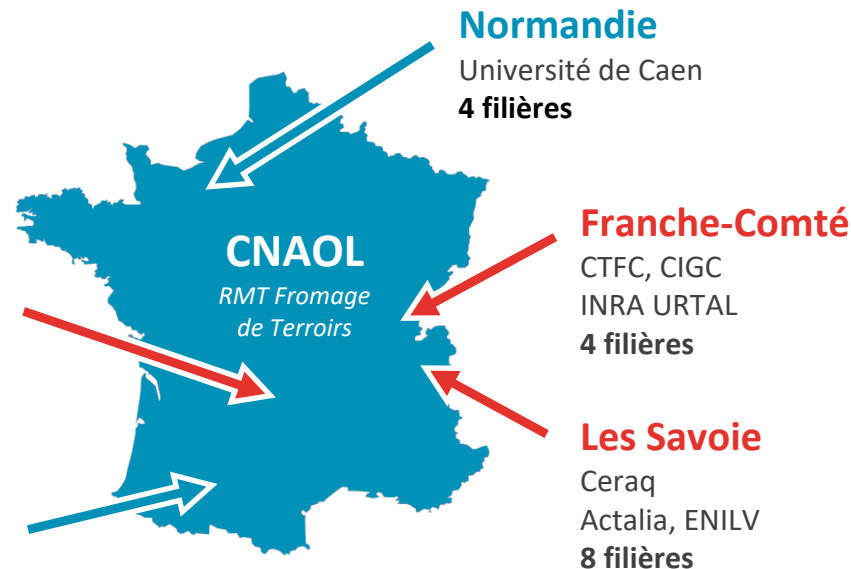 Normandie
Université de Caen
4 filières
CNAOL
RMT Fromage
de Terroirs
Franche-Comté
CTFC, CIGC
INRA URTAL
4 filières
Les Savoie
Ceraq
Actalia, ENILV
8 filières